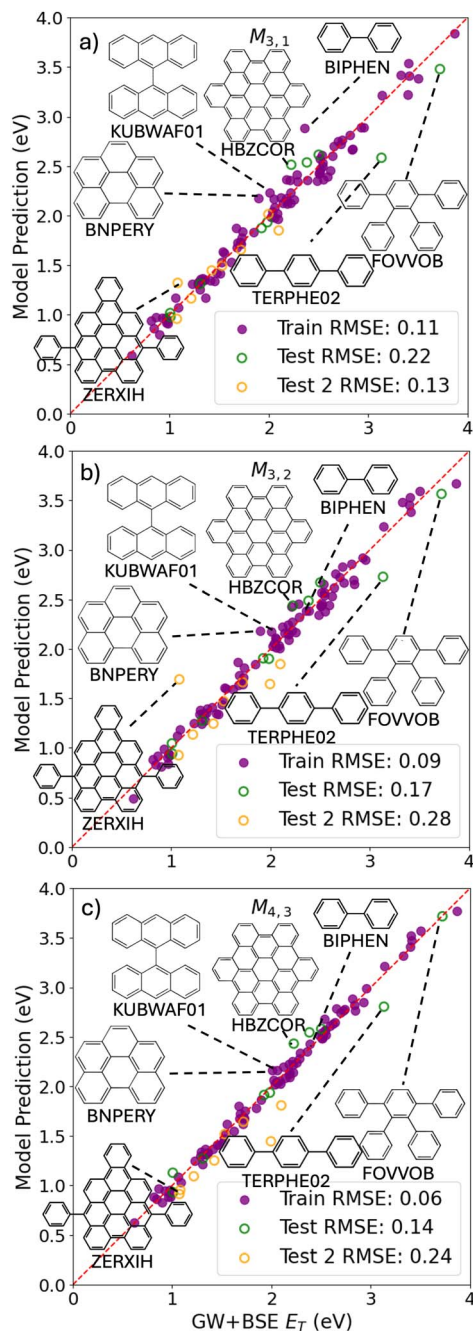 a)
M3,1
BIPHEN
KUBWAF01
HBZCOR
BNPERY
FOVVOB
TERPHE02
ZERXIH
Train RMSE: 0.11
Test RMSE: 0.22
Test 2 RMSE: 0.13
Model Prediction (eV)
4.0
3.5
3.0
2.5
2.0
1.5
1.0
0.5
0.0
0 1 2 3 4
b)
M3,2
BIPHEN
KUBWAF01
HBZCOR
BNPERY
FOVVOB
TERPHE02
ZERXIH
Train RMSE: 0.09
Test RMSE: 0.17
Test 2 RMSE: 0.28
Model Prediction (eV)
4.0
3.5
3.0
2.5
2.0
1.5
1.0
0.5
0.0
0 1 2 3 4
c)
M4,3
BIPHEN
KUBWAF01
HBZCOR
BNPERY
FOVVOB
TERPHE02
ZERXIH
Train RMSE: 0.06
Test RMSE: 0.14
Test 2 RMSE: 0.24
Model Prediction (eV)
4.0
3.5
3.0
2.5
2.0
1.5
1.0
0.5
0.0
0 1 2 3 4
GW+BSE ET (eV)